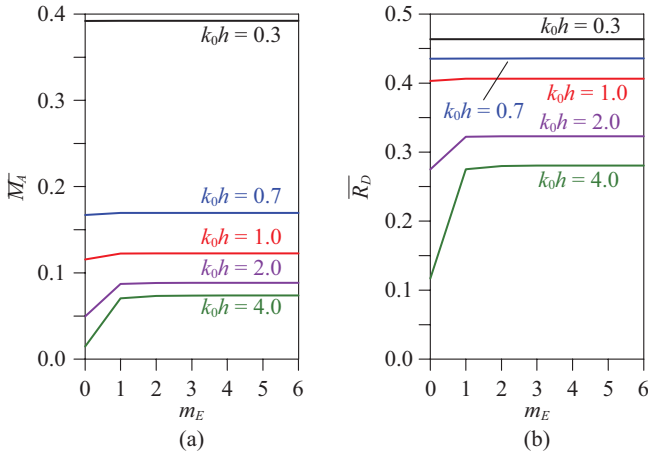 0.4
0.3
0.2
0.1
0.0
M̅_A
k₀h = 0.3
k₀h = 0.7
k₀h = 1.0
k₀h = 2.0
k₀h = 4.0
0 1 2 3 4 5 6
m_E
(a)
0.5
0.4
0.3
0.2
0.1
0.0
R̅_D
k₀h = 0.3
k₀h = 0.7
k₀h = 1.0
k₀h = 2.0
k₀h = 4.0
0 1 2 3 4 5 6
m_E
(b)